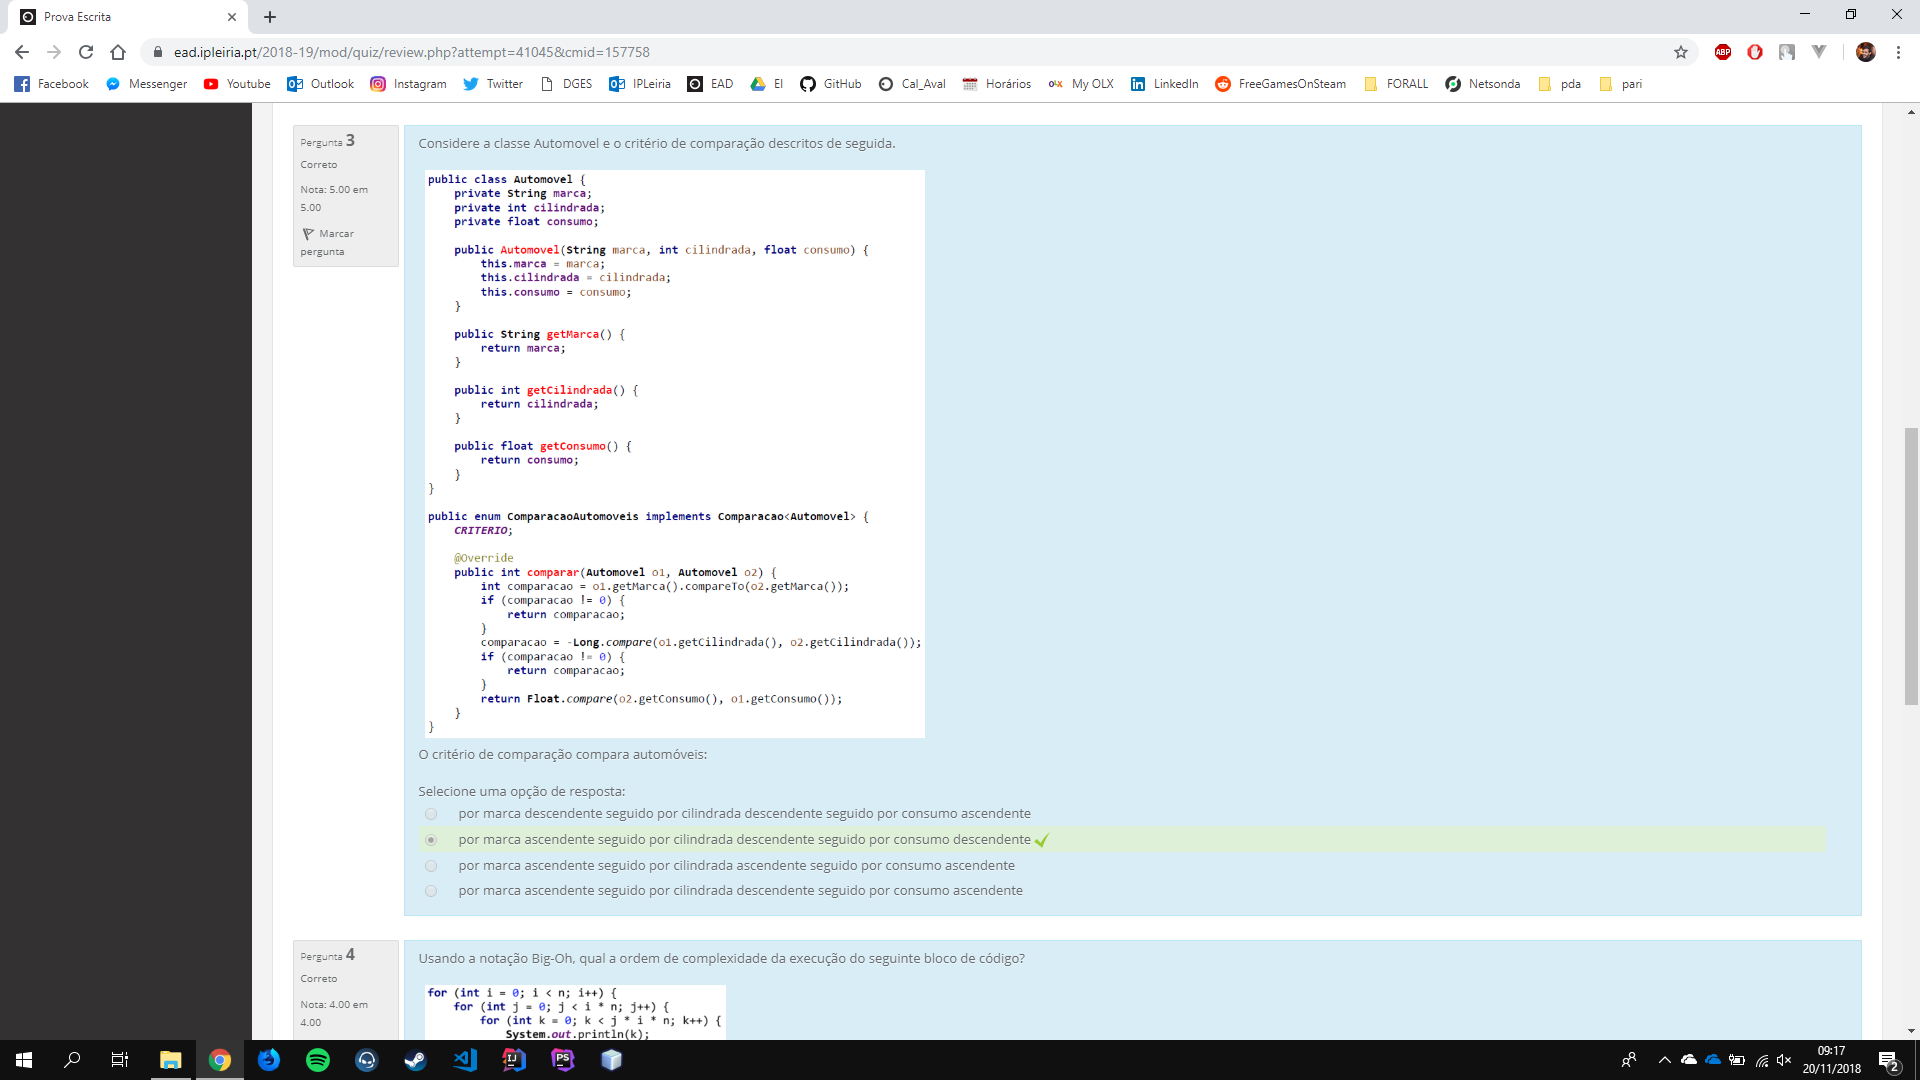 Prova Escrita
ead.ipleiria.pt/2018-19/mod/quiz/review.php?attempt=41045&cmid=157758
ABP
Facebook Messenger Youtube Outlook Instagram Twitter DGES IPLeiria EAD EI GitHub Cal_Aval Horários My OLX LinkedIn FreeGamesOnSteam FORALL Netsonda pda pari
Pergunta 3
Correto
Nota: 5.00 em
5.00
Marcar
pergunta
Considere a classe Automovel e o critério de comparação descritos de seguida.
public class Automovel {
private String marca;
private int cilindrada;
private float consumo;
public Automovel(String marca, int cilindrada, float consumo) {
this.marca = marca;
this.cilindrada = cilindrada;
this.consumo = consumo;
}
public String getMarca() {
return marca;
}
public int getCilindrada() {
return cilindrada;
}
public float getConsumo() {
return consumo;
}
}
public enum ComparacaoAutomoveis implements Comparacao<Automovel> {
CRITERIO;
@Override
public int comparar(Automovel o1, Automovel o2) {
int comparacao = o1.getMarca().compareTo(o2.getMarca());
if (comparacao != 0) {
return comparacao;
}
comparacao = -Long.compare(o1.getCilindrada(), o2.getCilindrada());
if (comparacao != 0) {
return comparacao;
}
return Float.compare(o2.getConsumo(), o1.getConsumo());
}
}
O critério de comparação compara automóveis:
Selecione uma opção de resposta:
por marca descendente seguido por cilindrada descendente seguido por consumo ascendente
por marca ascendente seguido por cilindrada descendente seguido por consumo descendente
por marca ascendente seguido por cilindrada ascendente seguido por consumo ascendente
por marca ascendente seguido por cilindrada descendente seguido por consumo ascendente
Pergunta 4
Correto
Nota: 4.00 em
4.00
Usando a notação Big-Oh, qual a ordem de complexidade da execução do seguinte bloco de código?
for (int i = 0; i < n; i++) {
for (int j = 0; j < i * n; j++) {
for (int k = 0; k < j * i * n; k++) {
System.out.println(k);
09:17
20/11/2018
2